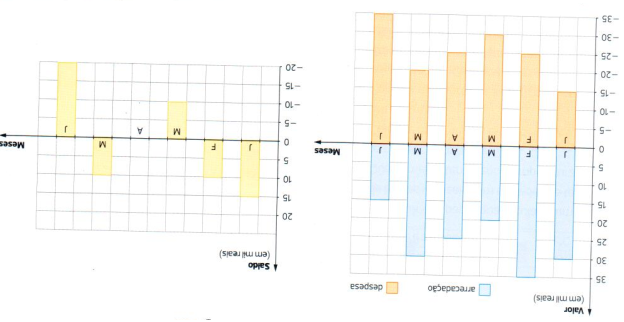 Valor
(em mil reais)
arrecadação
despesa
35
30
25
20
15
10
5
0
J F M A M J
Meses
J F M A M J
-5
-10
-15
-20
-25
-30
-35
Saldo
(em mil reais)
20
15
10
5
0
J F M A M J
Meses
-5
-10
-15
-20